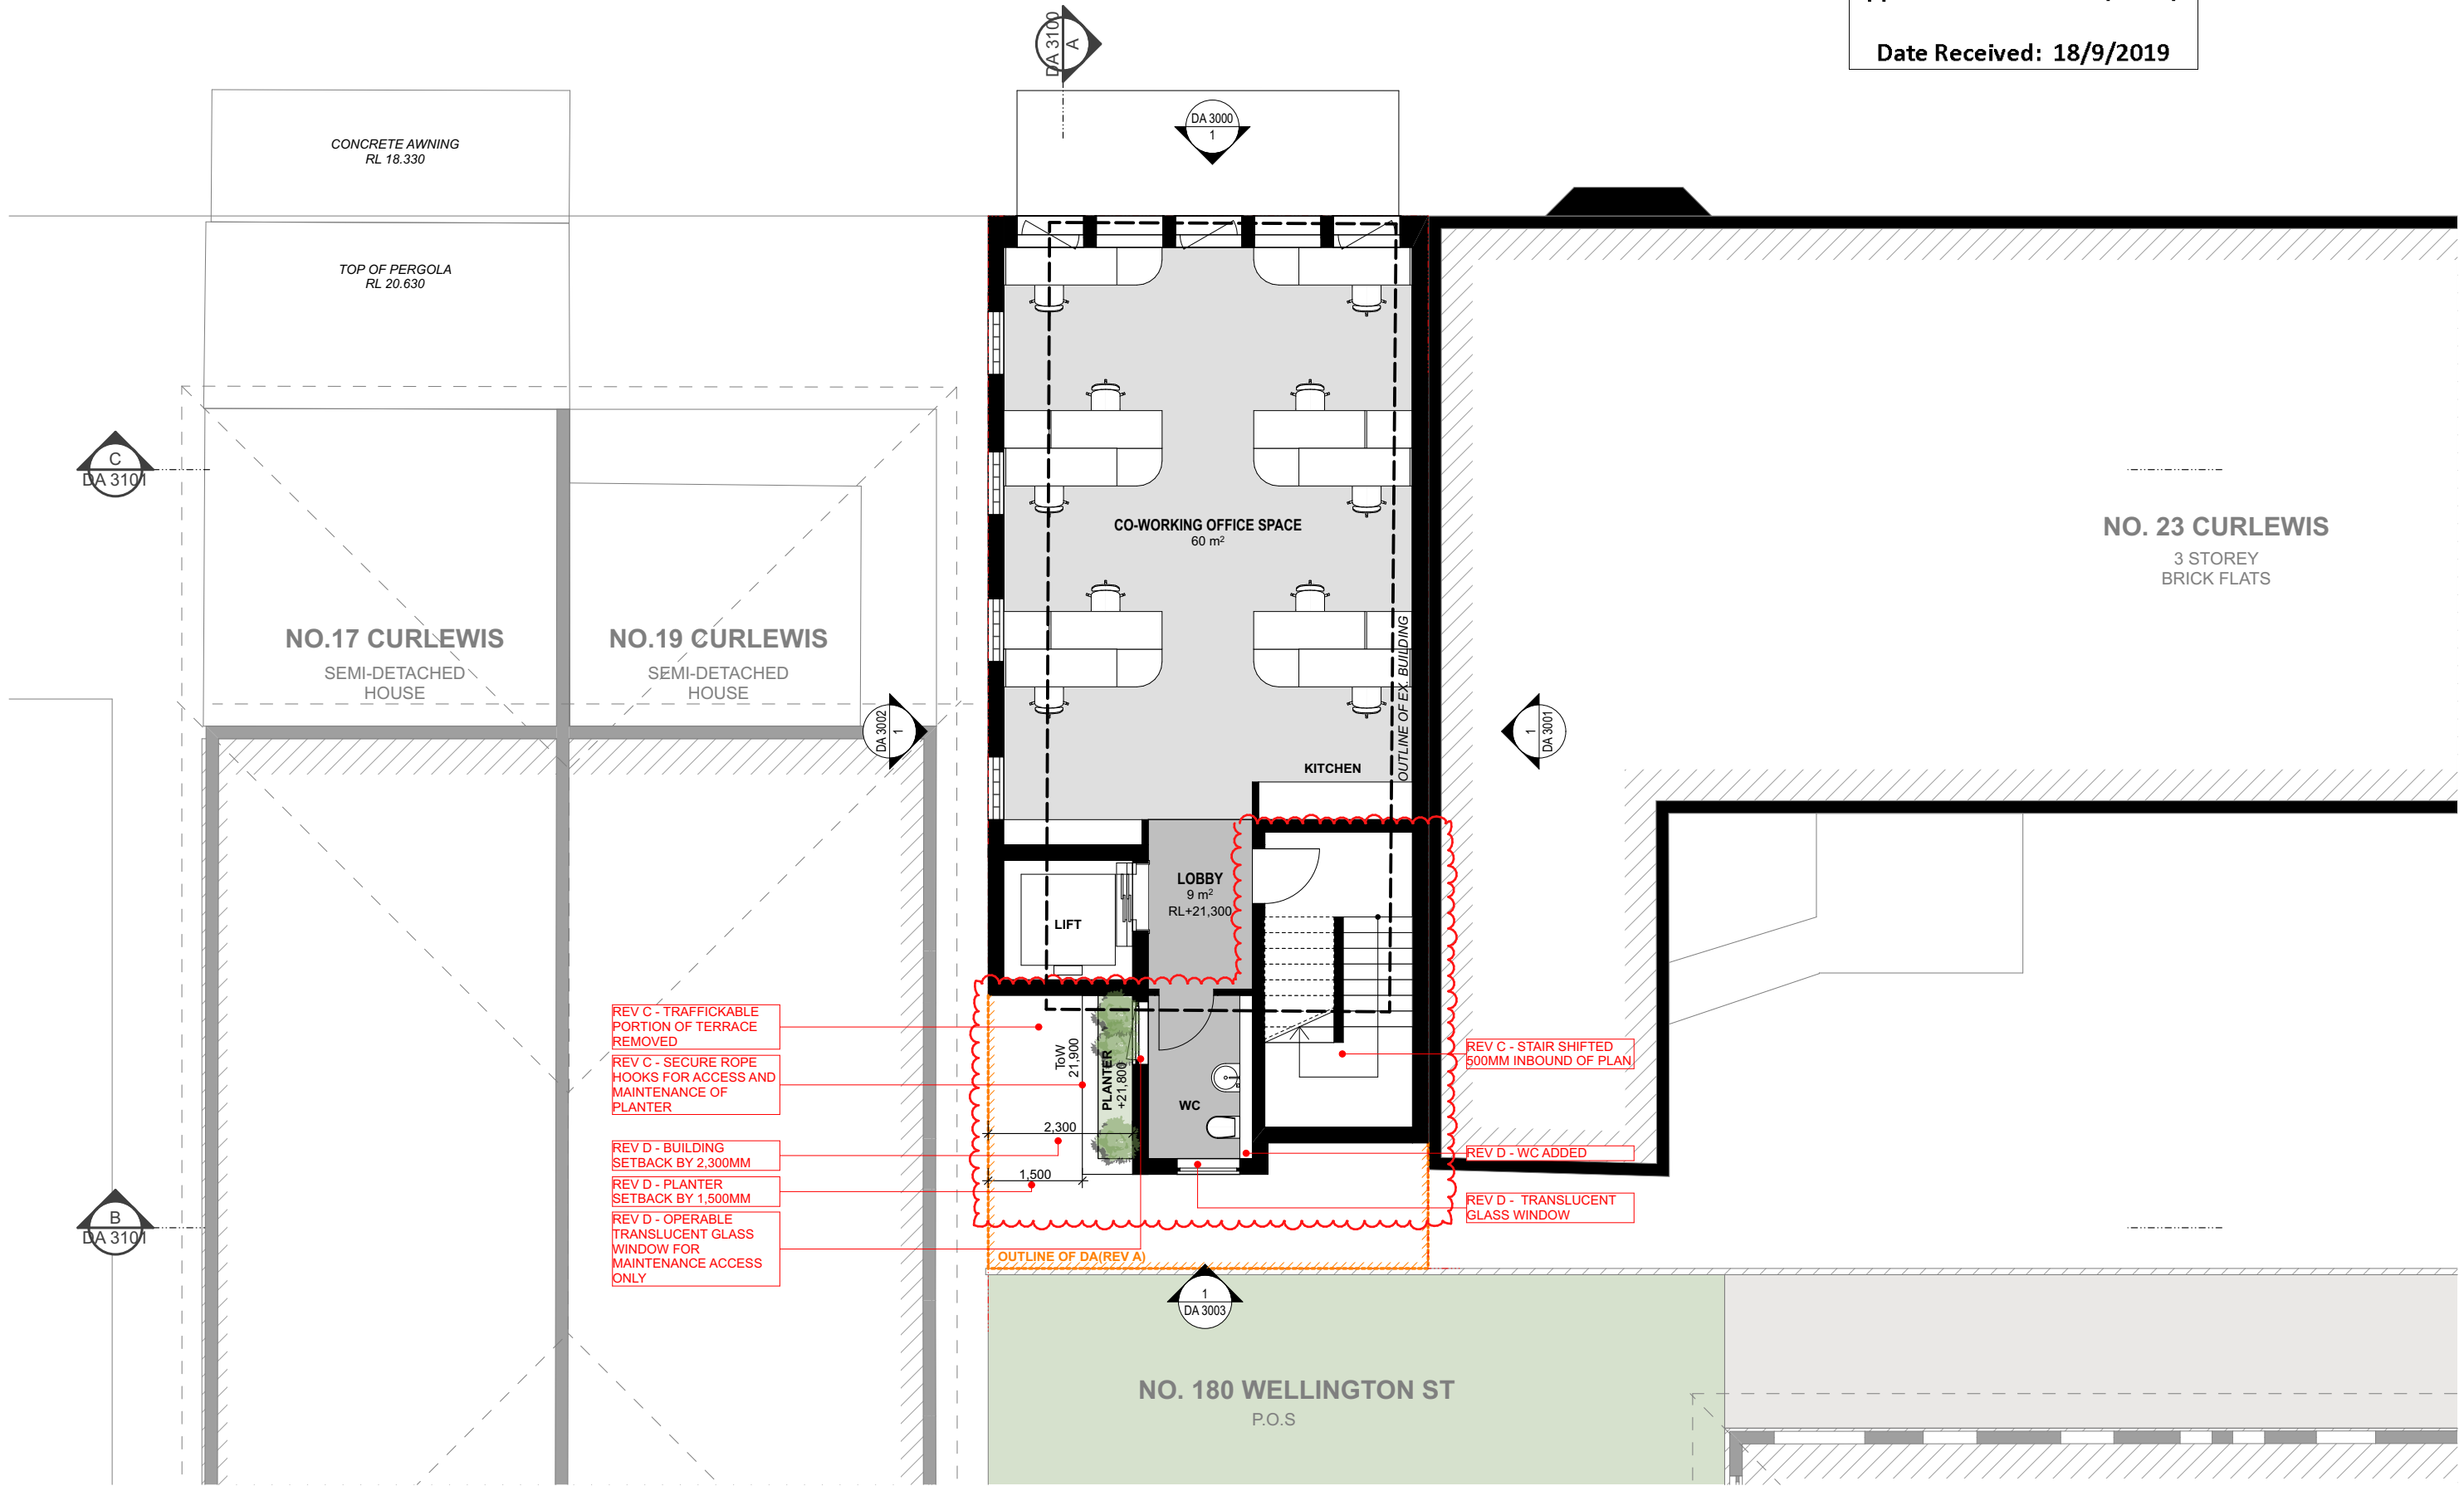 Date Received: 18/9/2019
DA 3100
A
DA 3000
1
CONCRETE AWNING
RL 18.330
TOP OF PERGOLA
RL 20.630
C
DA 3101
CO-WORKING OFFICE SPACE
60 m²
NO. 23 CURLEWIS
3 STOREY
BRICK FLATS
NO.17 CURLEWIS
SEMI-DETACHED
HOUSE
NO.19 CURLEWIS
SEMI-DETACHED
HOUSE
OUTLINE OF EX. BUILDING
DA 3002
1
1
DA 3001
KITCHEN
LOBBY
9 m²
RL+21,300
LIFT
REV C - TRAFFICKABLE
PORTION OF TERRACE
REMOVED
REV C - SECURE ROPE
HOOKS FOR ACCESS AND
MAINTENANCE OF
PLANTER
ToW
21,900
PLANTER
+21,800
WC
REV C - STAIR SHIFTED
500MM INBOUND OF PLAN
2,300
REV D - BUILDING
SETBACK BY 2,300MM
REV D - WC ADDED
1,500
REV D - PLANTER
SETBACK BY 1,500MM
REV D - TRANSLUCENT
GLASS WINDOW
REV D - OPERABLE
TRANSLUCENT GLASS
WINDOW FOR
MAINTENANCE ACCESS
ONLY
B
DA 3101
OUTLINE OF DA(REV A)
1
DA 3003
NO. 180 WELLINGTON ST
P.O.S